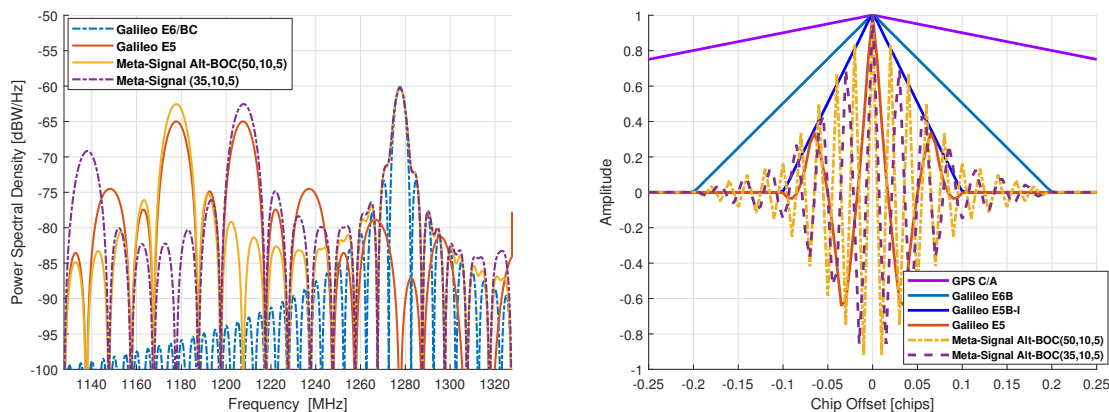 -50
-55
-60
-65
-70
-75
-80
-85
-90
-95
-100
Power Spectral Density [dBW/Hz]
Galileo E6/BC
Galileo E5
Meta-Signal Alt-BOC(50,10,5)
Meta-Signal (35,10,5)
1140 1160 1180 1200 1220 1240 1260 1280 1300 1320
Frequency [MHz]
1
0.8
0.6
0.4
0.2
0
-0.2
-0.4
-0.6
-0.8
-1
Amplitude
GPS C/A
Galileo E6B
Galileo E5B-I
Galileo E5
Meta-Signal Alt-BOC(50,10,5)
Meta-Signal Alt-BOC(35,10,5)
-0.25 -0.2 -0.15 -0.1 -0.05 0 0.05 0.1 0.15 0.2 0.25
Chip Offset [chips]